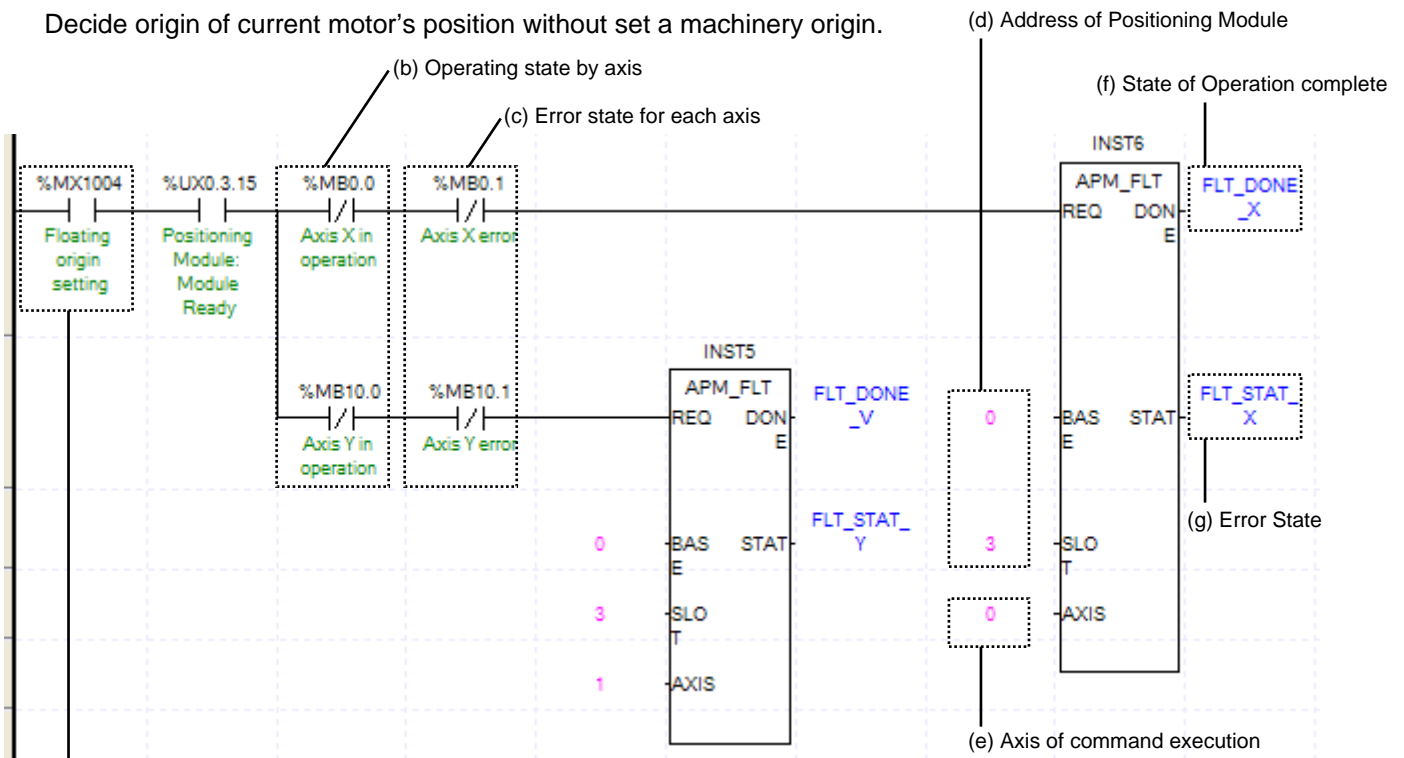 Decide origin of current motor’s position without set a machinery origin.
(d) Address of Positioning Module
(b) Operating state by axis
(f) State of Operation complete
(c) Error state for each axis
INST6
%MX1004
%UX0.3.15
%MB0.0
%MB0.1
APM_FLT
FLT_DONE
_X
REQ
DON
E
Floating
origin
setting
Positioning
Module:
Module
Ready
Axis X in
operation
Axis X error
INST5
%MB10.0
%MB10.1
APM_FLT
FLT_DONE
_V
REQ
DON
E
Axis Y in
operation
Axis Y error
0
BAS
E
STAT
FLT_STAT_
X
(g) Error State
0
BAS
E
STAT
FLT_STAT_
Y
3
SLO
T
3
SLO
T
0
AXIS
1
AXIS
(e) Axis of command execution